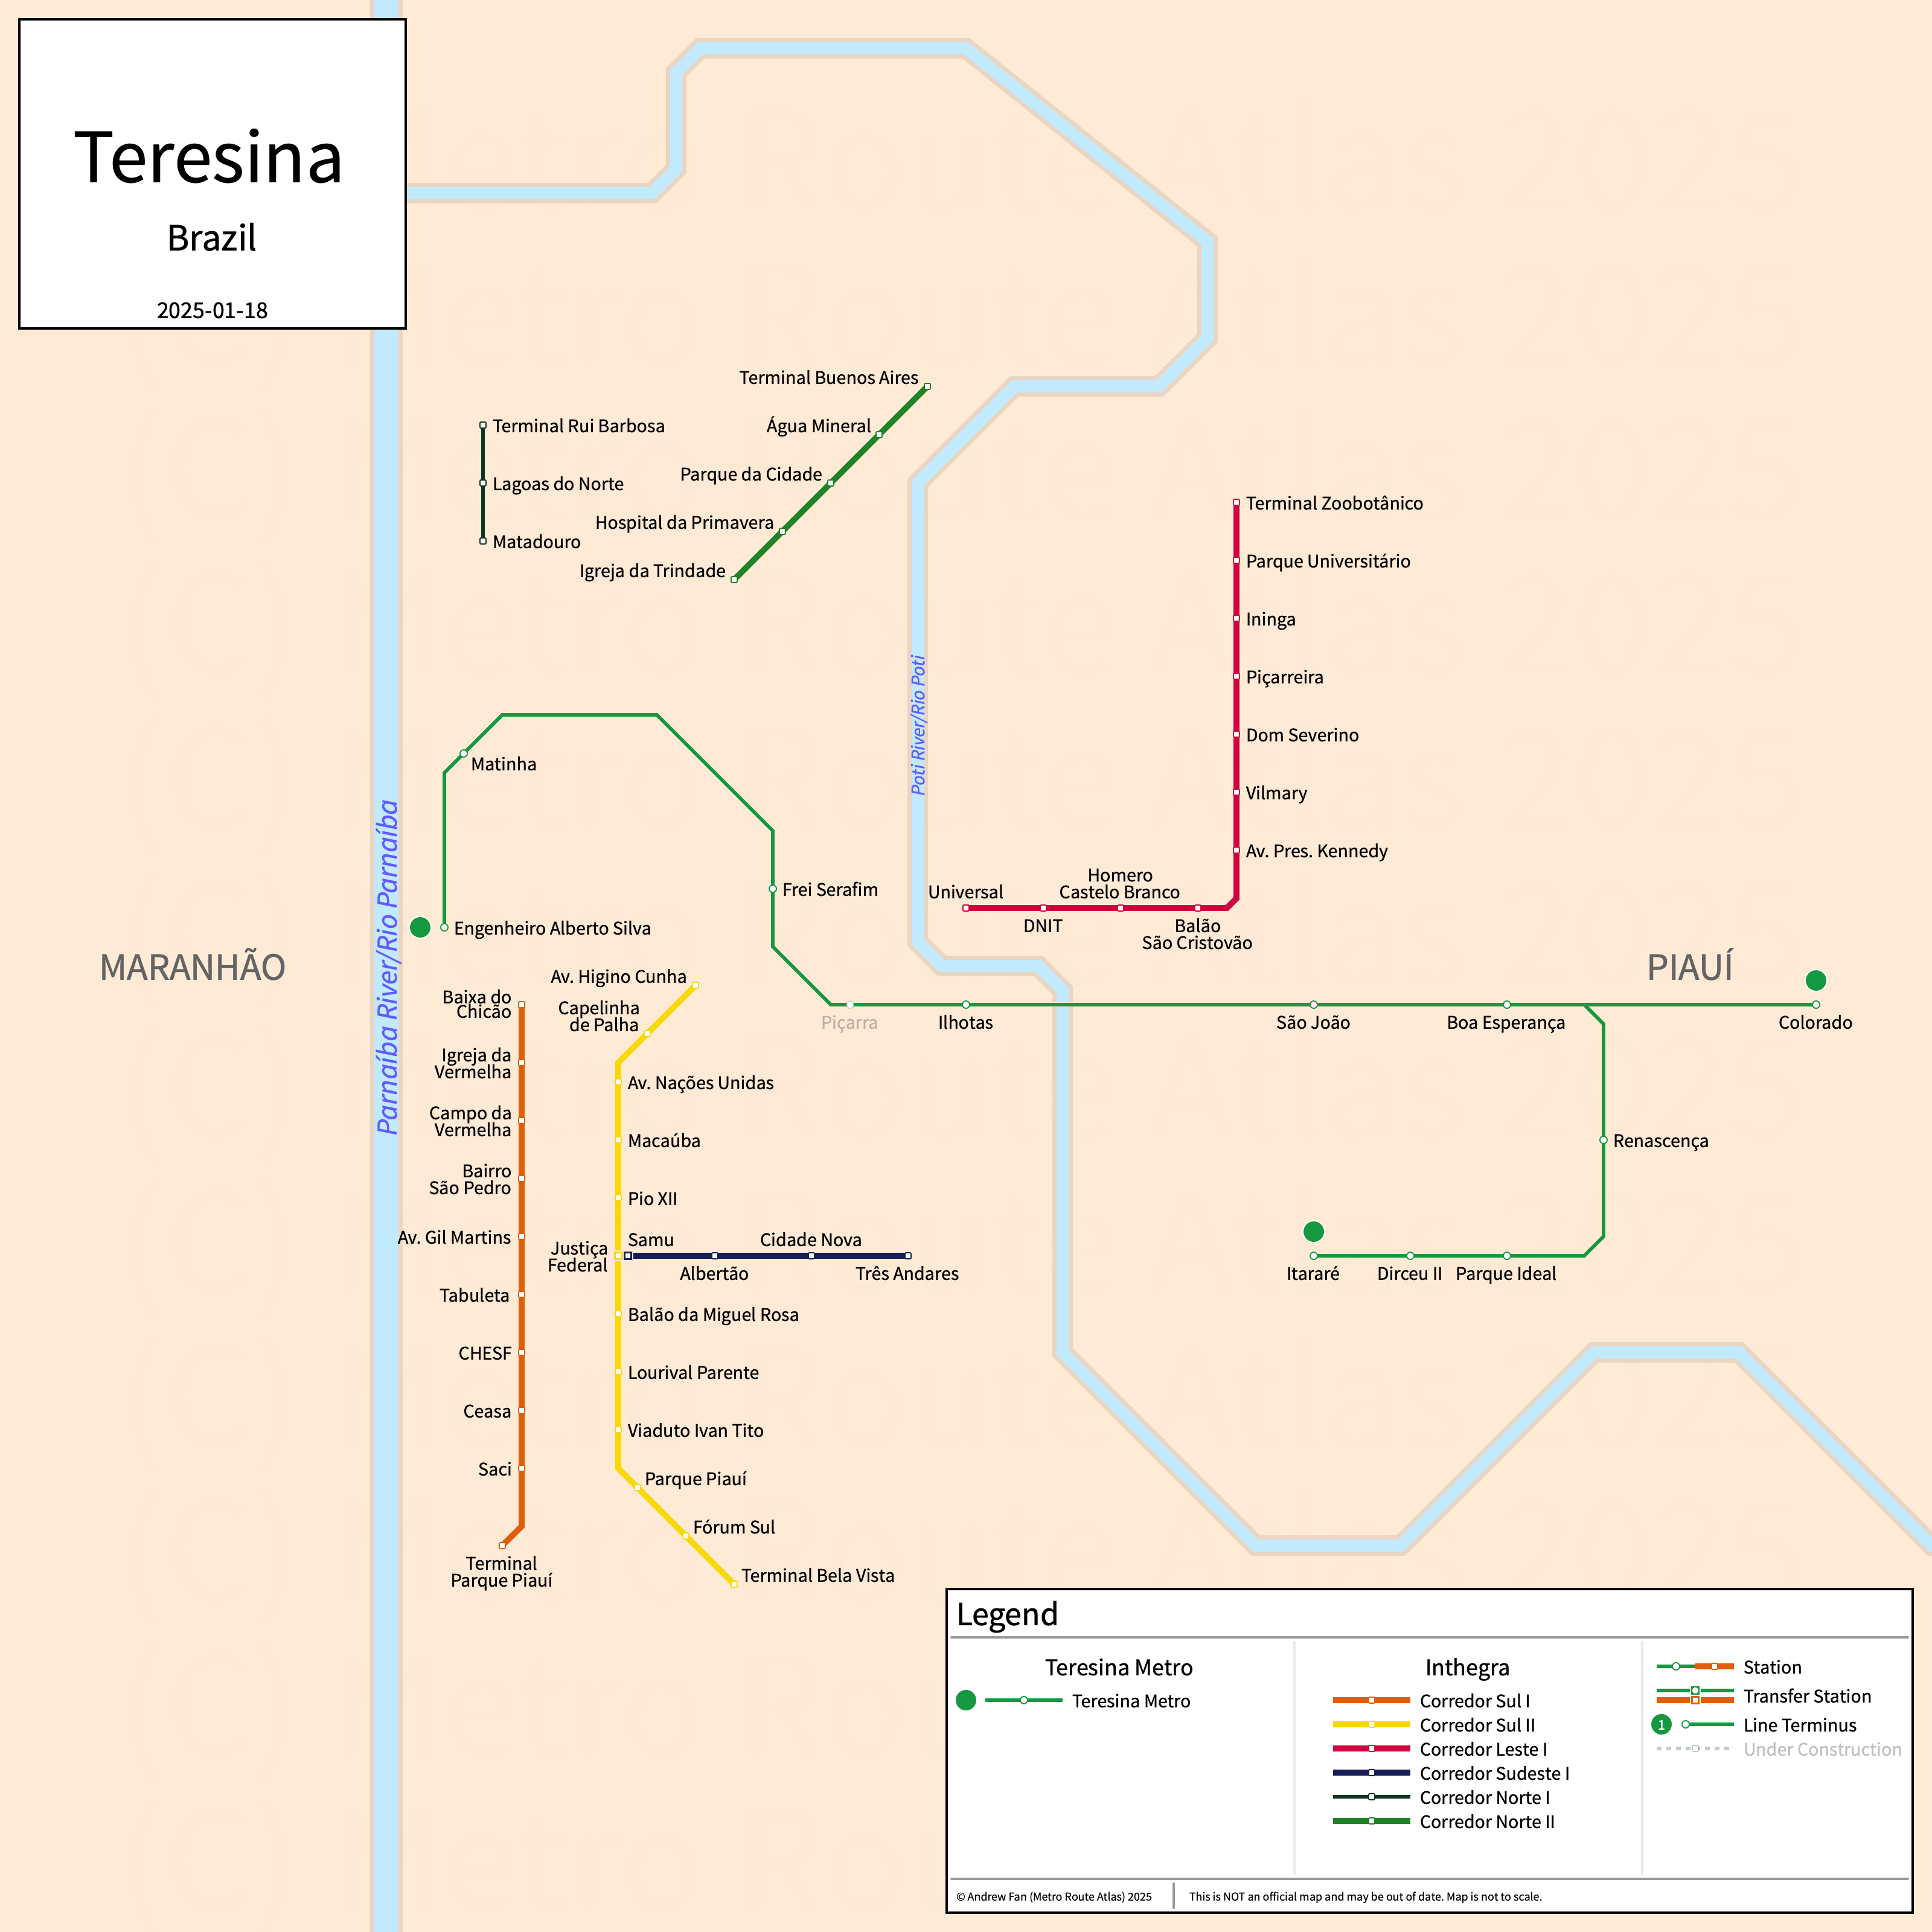 Teresina
Brazil
2025-01-18
Terminal Buenos Aires
Água Mineral
Parque da Cidade
Hospital da Primavera
Igreja da Trindade
Terminal Rui Barbosa
Lagoas do Norte
Matadouro
Terminal Zoobotânico
Parque Universitário
Ininga
Piçarreira
Dom Severino
Vilmary
Av. Pres. Kennedy
Homero
Castelo Branco
Universal
DNIT
Balão
São Cristovão
Poti River/Rio Poti
Parnaíba River/Rio Parnaíba
Matinha
Frei Serafim
Engenheiro Alberto Silva
MARANHÃO
PIAUÍ
Piçarra
Ilhotas
São João
Boa Esperança
Colorado
Renascença
Itararé
Dirceu II
Parque Ideal
Baixa do
Chicão
Igreja da
Vermelha
Campo da
Vermelha
Bairro
São Pedro
Av. Gil Martins
Tabuleta
CHESF
Ceasa
Saci
Terminal
Parque Piauí
Av. Higino Cunha
Capelinha
de Palha
Av. Nações Unidas
Macaúba
Pio XII
Justiça
Federal
Samu
Albertão
Cidade Nova
Três Andares
Balão da Miguel Rosa
Lourival Parente
Viaduto Ivan Tito
Parque Piauí
Fórum Sul
Terminal Bela Vista
Legend
Teresina Metro
Teresina Metro
Inthegra
Corredor Sul I
Corredor Sul II
Corredor Leste I
Corredor Sudeste I
Corredor Norte I
Corredor Norte II
Station
Transfer Station
1 Line Terminus
Under Construction
© Andrew Fan (Metro Route Atlas) 2025
This is NOT an official map and may be out of date. Map is not to scale.